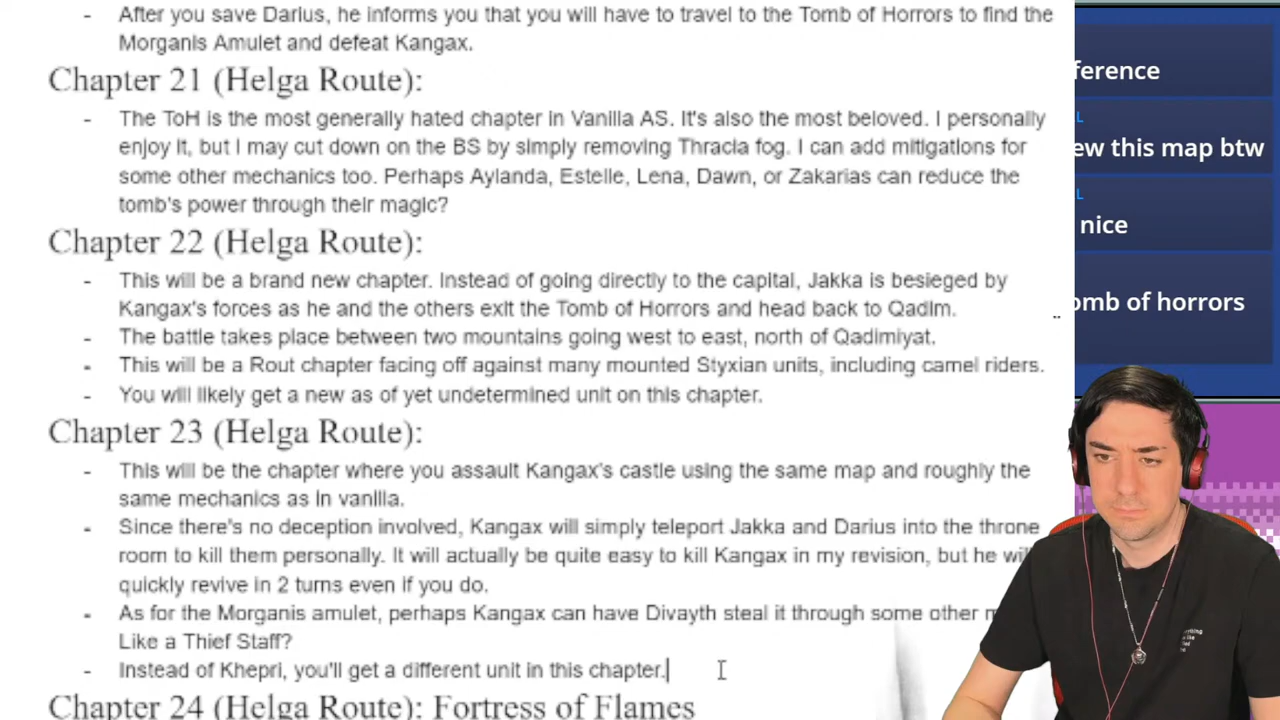 - After you save Darius, he informs you that you will have to travel to the Tomb of Horrors to find the
Morganis Amulet and defeat Kangax.
Chapter 21 (Helga Route):
- The ToH is the most generally hated chapter in Vanilla AS. It's also the most beloved. I personally
enjoy it, but I may cut down on the BS by simply removing Thracia fog. I can add mitigations for
some other mechanics too. Perhaps Aylanda, Estelle, Lena, Dawn, or Zakarias can reduce the
tomb's power through their magic?
Chapter 22 (Helga Route):
- This will be a brand new chapter. Instead of going directly to the capital, Jakka is besieged by
Kangax's forces as he and the others exit the Tomb of Horrors and head back to Qadim.
- The battle takes place between two mountains going west to east, north of Qadimiyat.
- This will be a Rout chapter facing off against many mounted Styxian units, including camel riders.
- You will likely get a new as of yet undetermined unit on this chapter.
Chapter 23 (Helga Route):
- This will be the chapter where you assault Kangax's castle using the same map and roughly the
same mechanics as in vanilla.
- Since there's no deception involved, Kangax will simply teleport Jakka and Darius into the throne
room to kill them personally. It will actually be quite easy to kill Kangax in my revision, but he will
quickly revive in 2 turns even if you do.
- As for the Morganis amulet, perhaps Kangax can have Divayth steal it through some other
Like a Thief Staff?
- Instead of Khepri, you'll get a different unit in this chapter.
Chapter 24 (Helga Route): Fortress of Flames
ference
L
ew this map btw
L
nice
omb of horrors